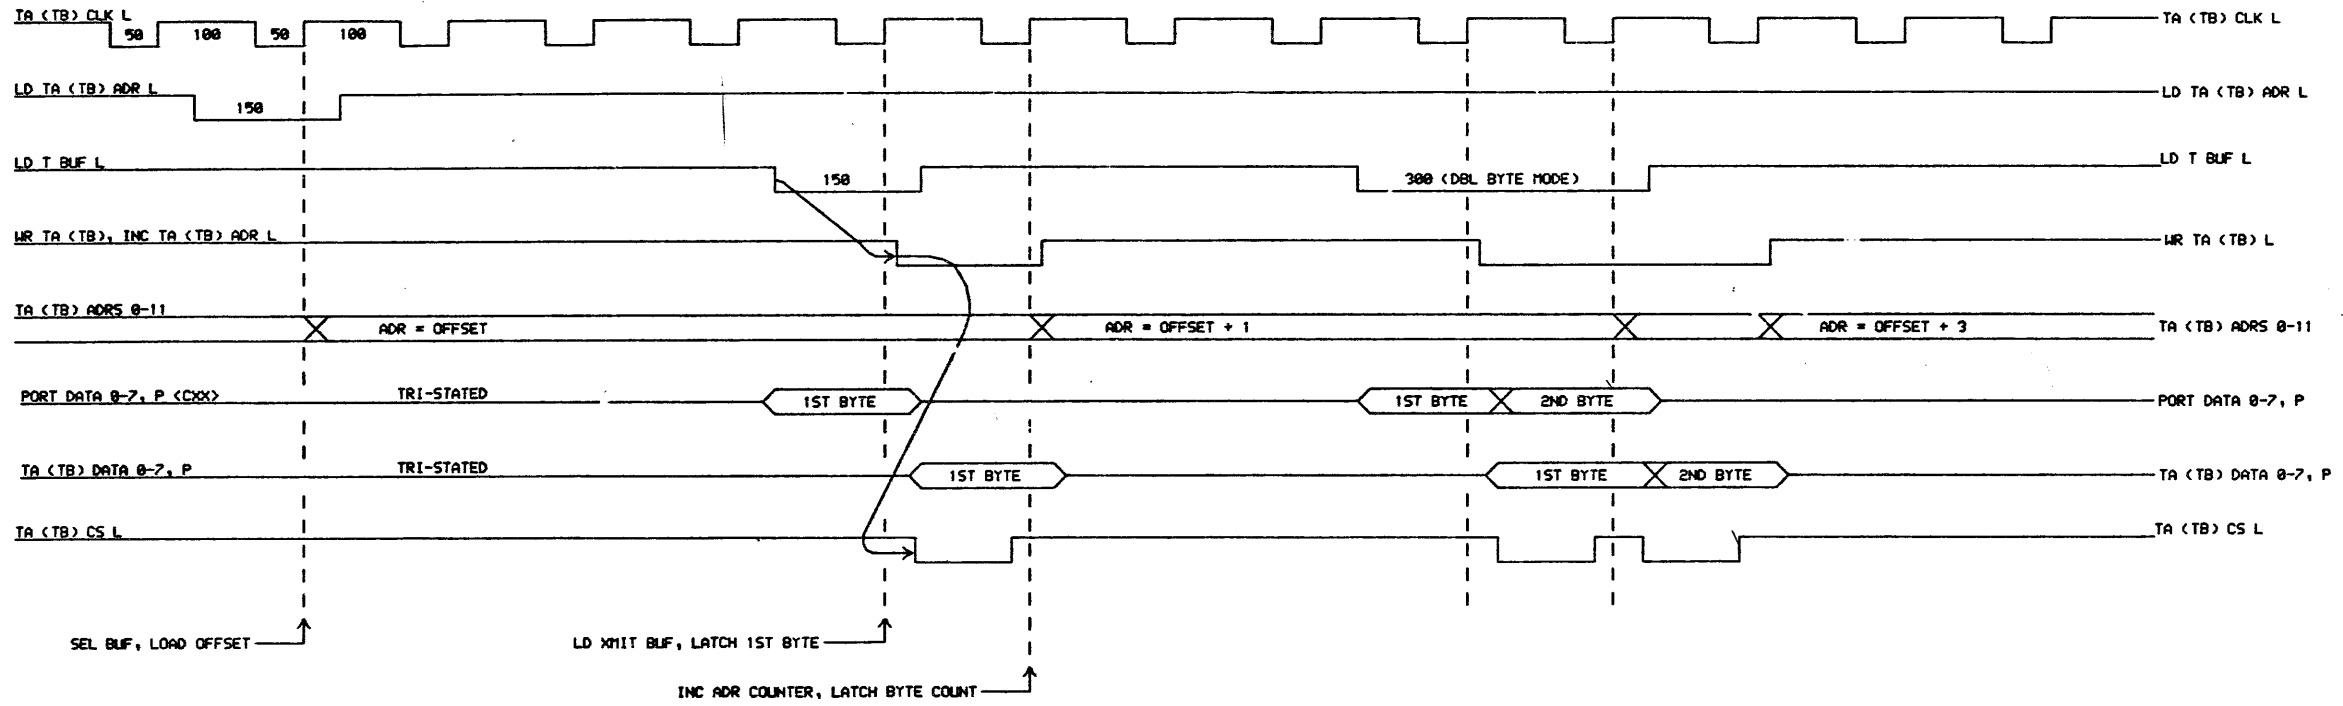 TA (TB) CLK L
50 100 50 100
TA (TB) CLK L
LD TA (TB) ADR L
150
LD TA (TB) ADR L
LD T BUF L
150
300 (DBL BYTE MODE)
LD T BUF L
WR TA (TB), INC TA (TB) ADR L
WR TA (TB) L
TA (TB) ADRS 0-11
ADR = OFFSET
ADR = OFFSET + 1
ADR = OFFSET + 3
TA (TB) ADRS 0-11
PORT DATA 0-7, P <CXX>
TRI-STATED
1ST BYTE
1ST BYTE
2ND BYTE
PORT DATA 0-7, P
TA (TB) DATA 0-7, P
TRI-STATED
1ST BYTE
1ST BYTE
2ND BYTE
TA (TB) DATA 0-7, P
TA (TB) CS L
TA (TB) CS L
SEL BUF, LOAD OFFSET
LD XMIT BUF, LATCH 1ST BYTE
INC ADR COUNTER, LATCH BYTE COUNT